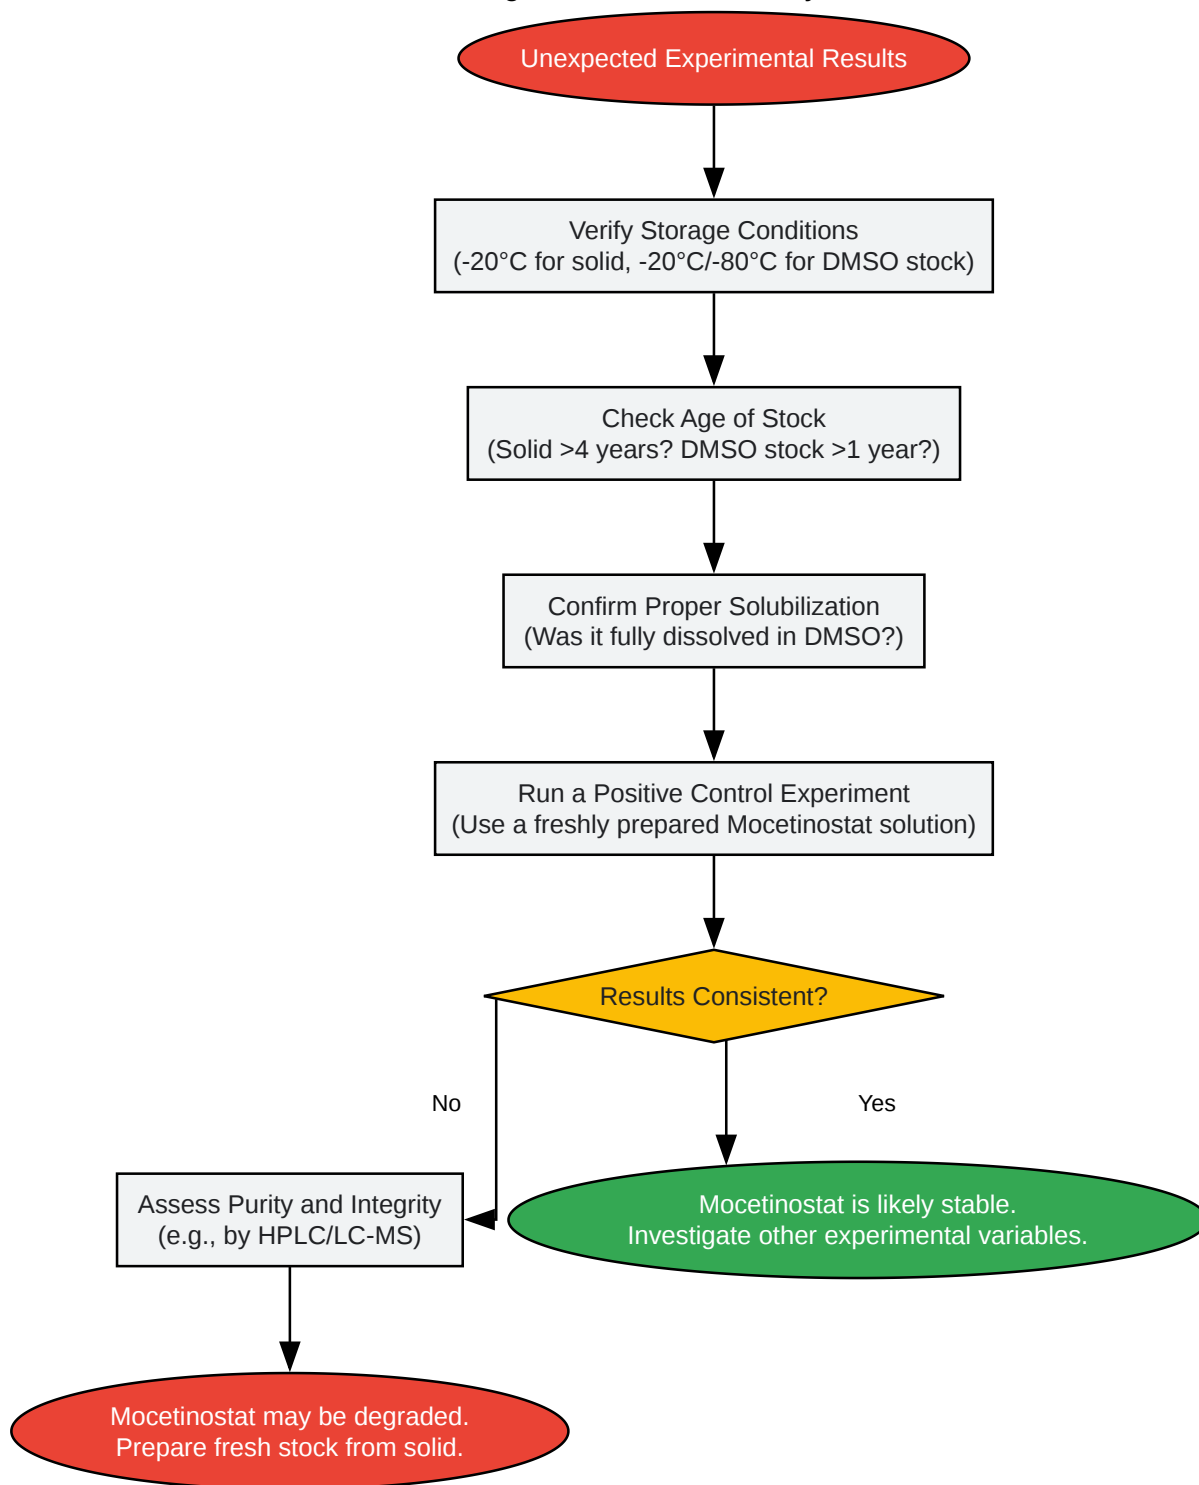 Unexpected Experimental Results
Verify Storage Conditions
(-20°C for solid, -20°C/-80°C for DMSO stock)
Check Age of Stock
(Solid >4 years? DMSO stock >1 year?)
Confirm Proper Solubilization
(Was it fully dissolved in DMSO?)
Run a Positive Control Experiment
(Use a freshly prepared Mocetinostat solution)
Results Consistent?
No
Yes
Assess Purity and Integrity
(e.g., by HPLC/LC-MS)
Mocetinostat is likely stable.
Investigate other experimental variables.
Mocetinostat may be degraded.
Prepare fresh stock from solid.